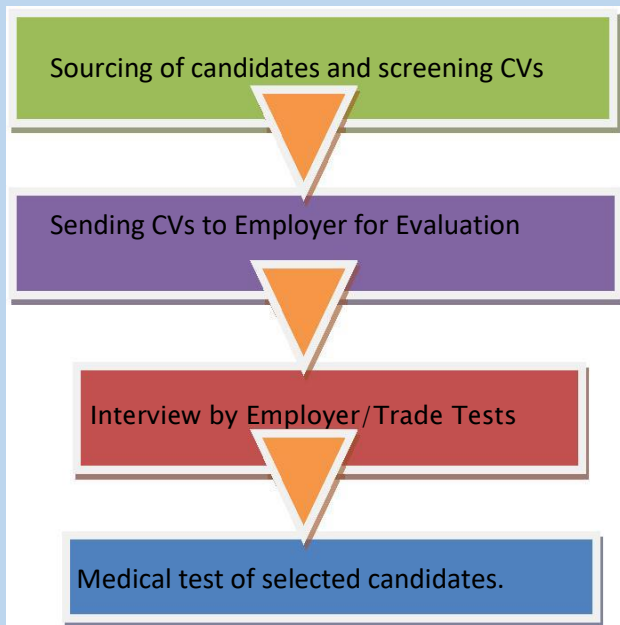 Sourcing of candidates and screening CVs
Sending CVs to Employer for Evaluation
Interview by Employer/Trade Tests
Medical test of selected candidates.